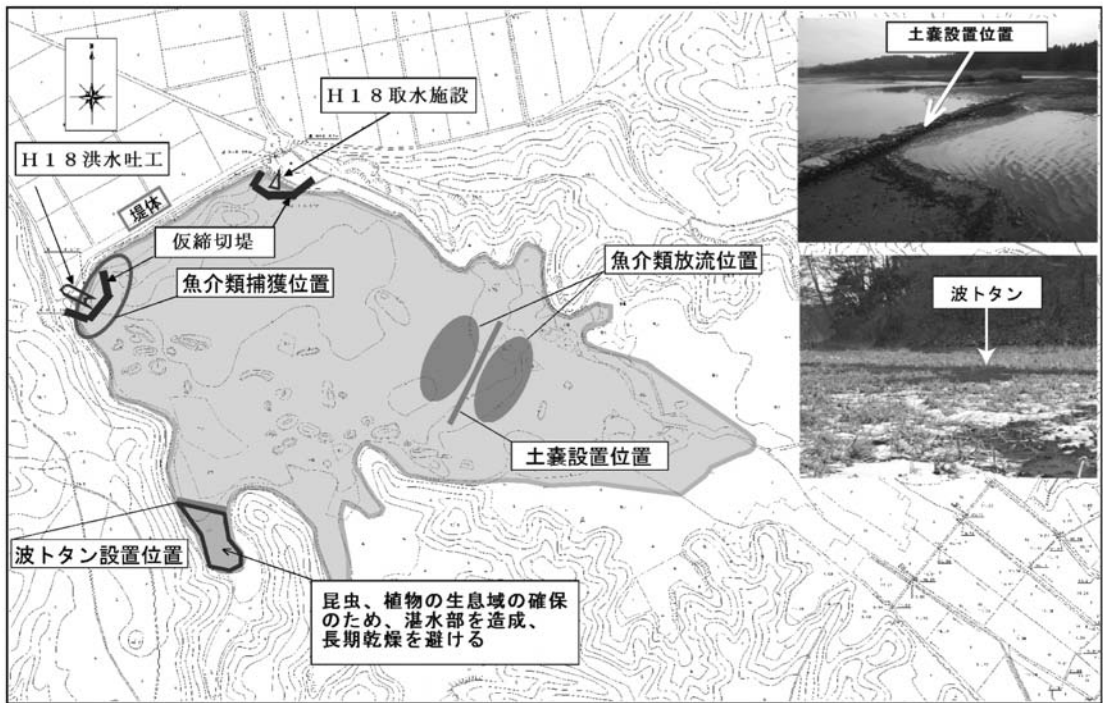 H18取水施設
H18洪水吐工
堤体
仮締切堤
魚介類捕獲位置
魚介類放流位置
土嚢設置位置
波トタン設置位置
昆虫、植物の生息域の確保
のため、湛水部を造成、
長期乾燥を避ける
土嚢設置位置
波トタン